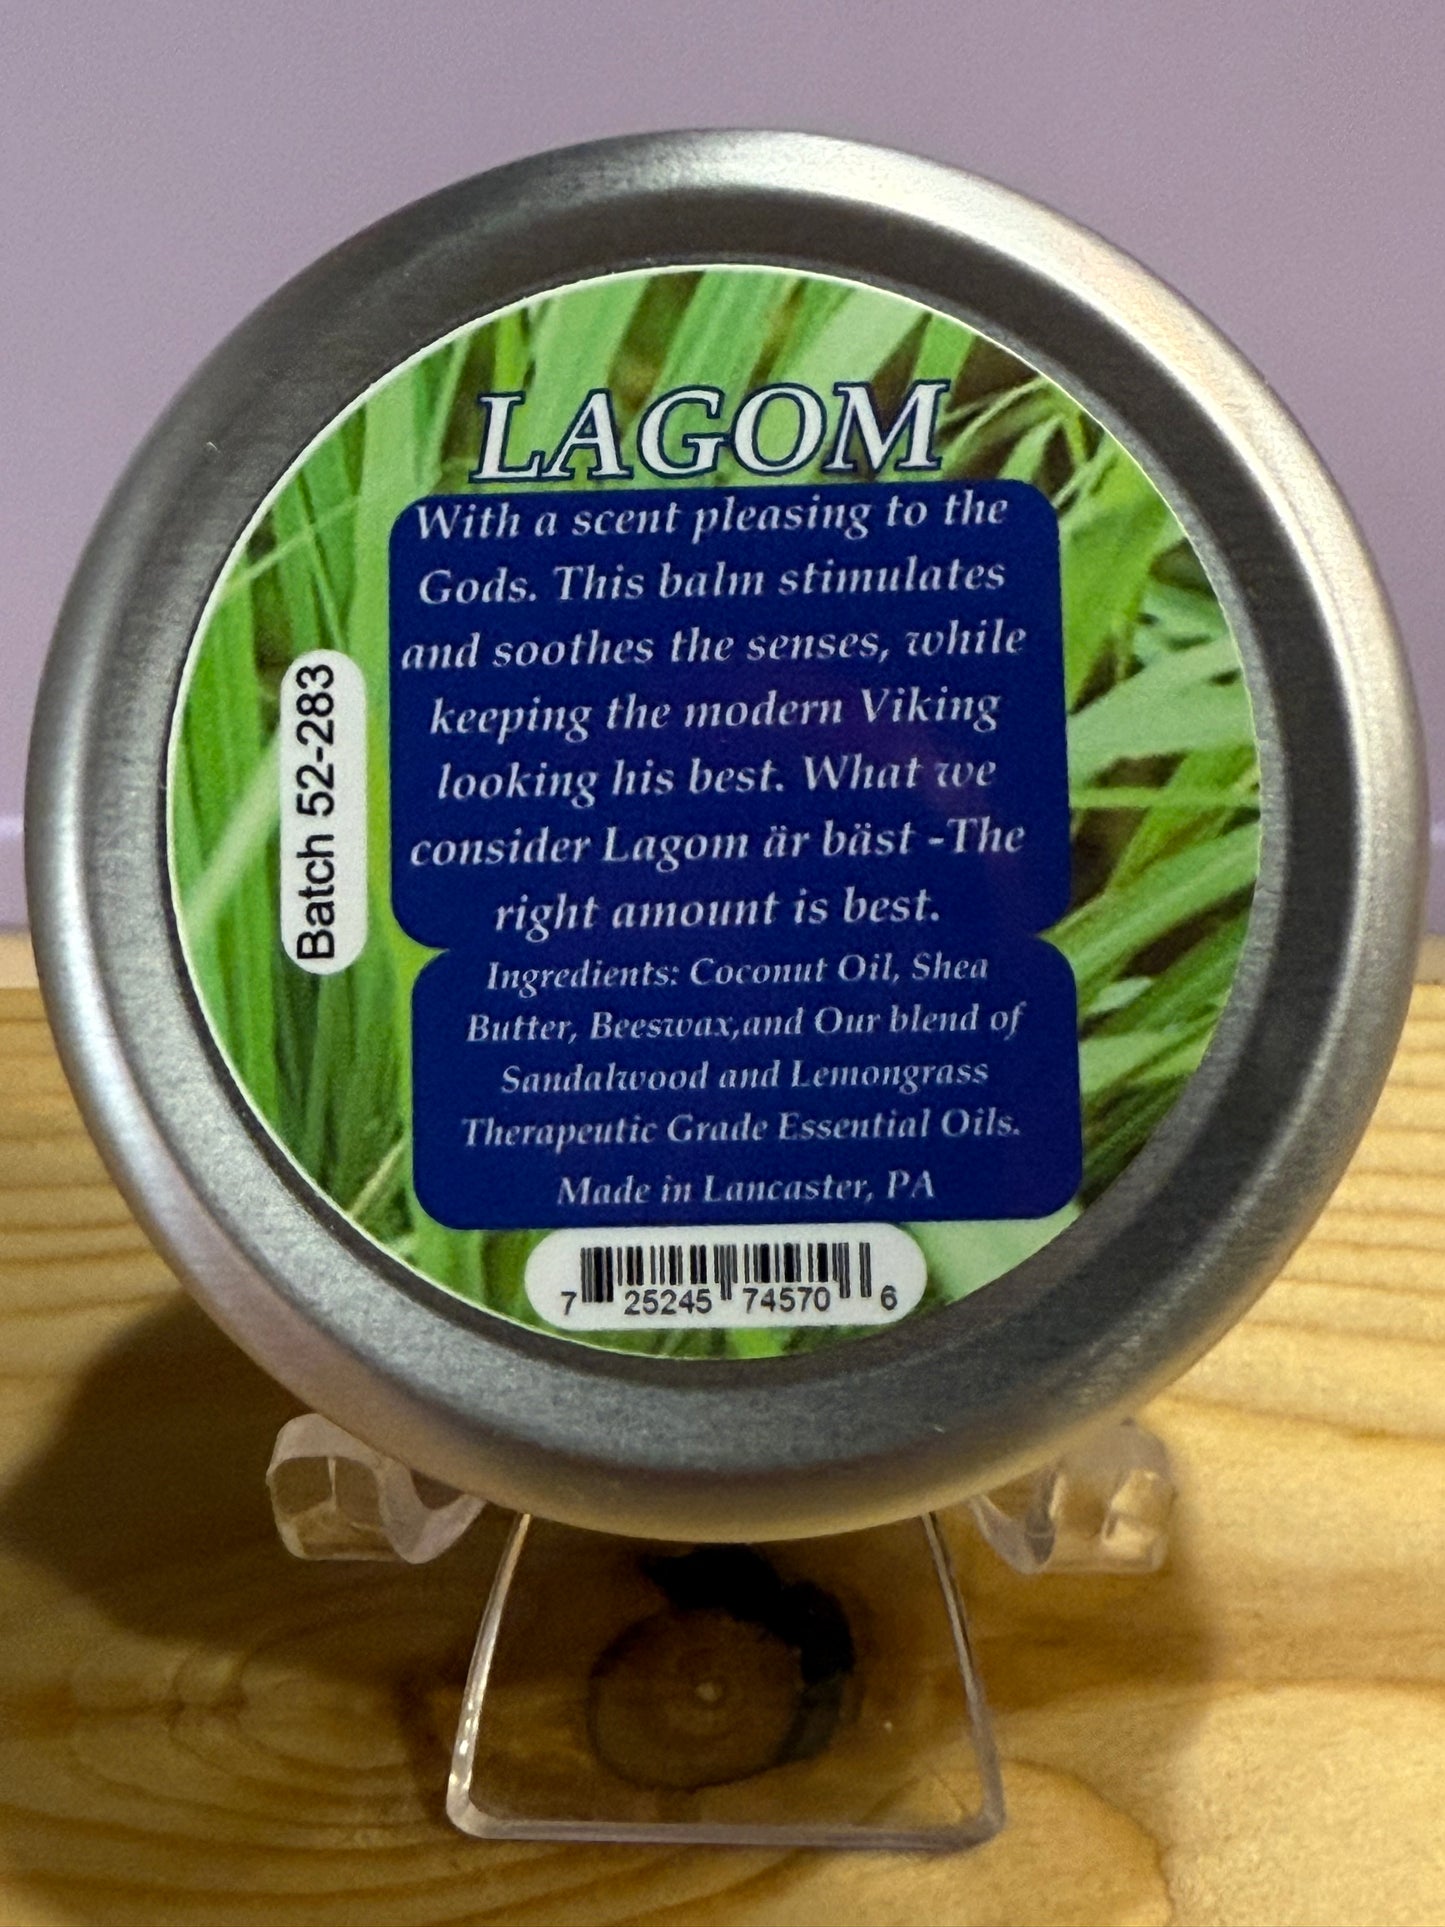 LAGOM
With a scent pleasing to the
Gods. This balm stimulates
and soothes the senses, while
keeping the modern Viking
looking his best. What we
consider Lagom är bäst -The
right amount is best.
Ingredients: Coconut Oil, Shea
Butter, Beeswax,and Our blend of
Sandalwood and Lemongrass
Therapeutic Grade Essential Oils.
Made in Lancaster, PA
Batch 52-283
7 25245 74570 6